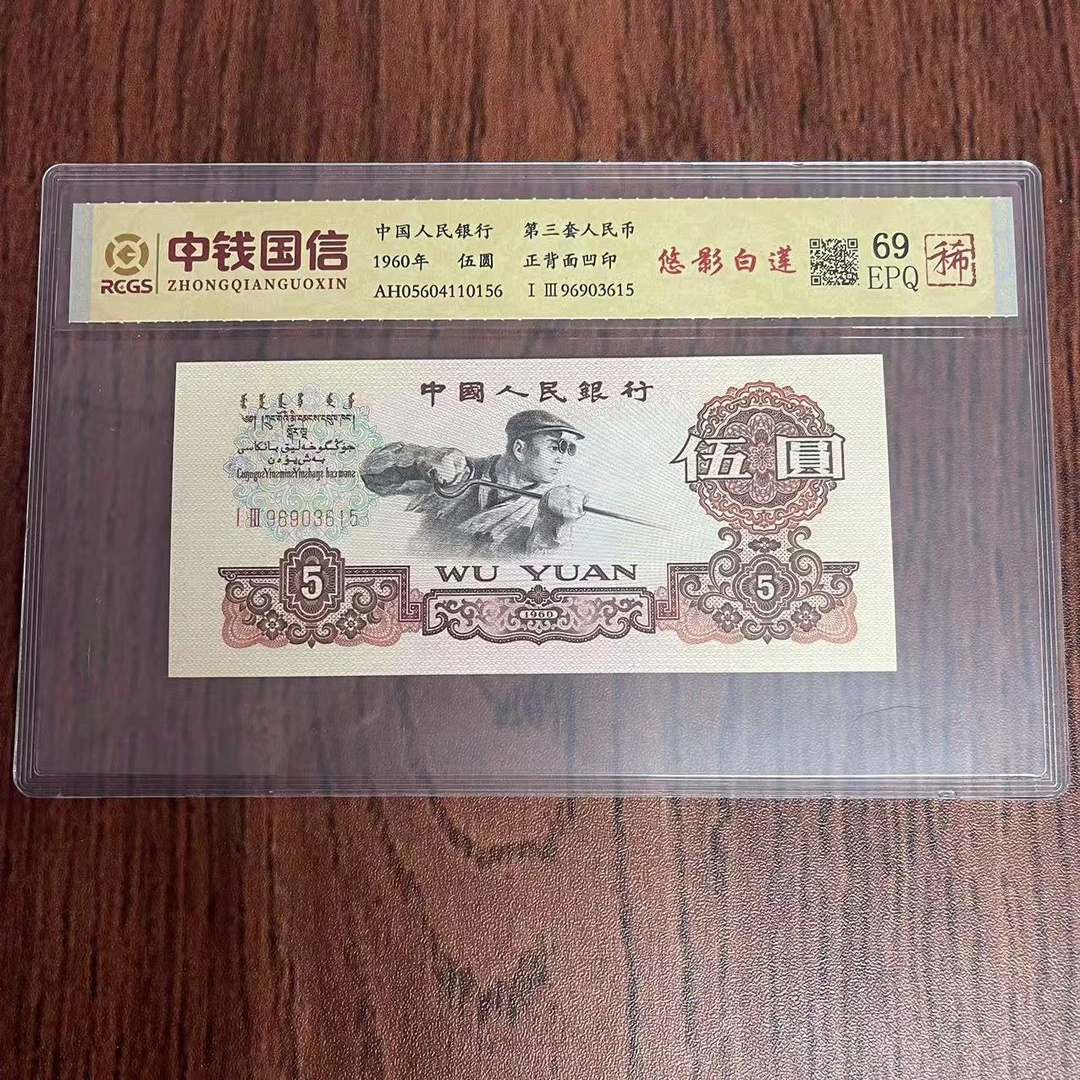 RCGS
中钱国信
ZHONGQIANGUOXIN
中国人民银行 第三套人民币
1960年 伍圆 正背面凹印
AH05604110156 I III 96903615
悠影白莲
69
EPQ
稀
中國人民銀行
伍圓
I III 96903615
WU YUAN
5
1960
5